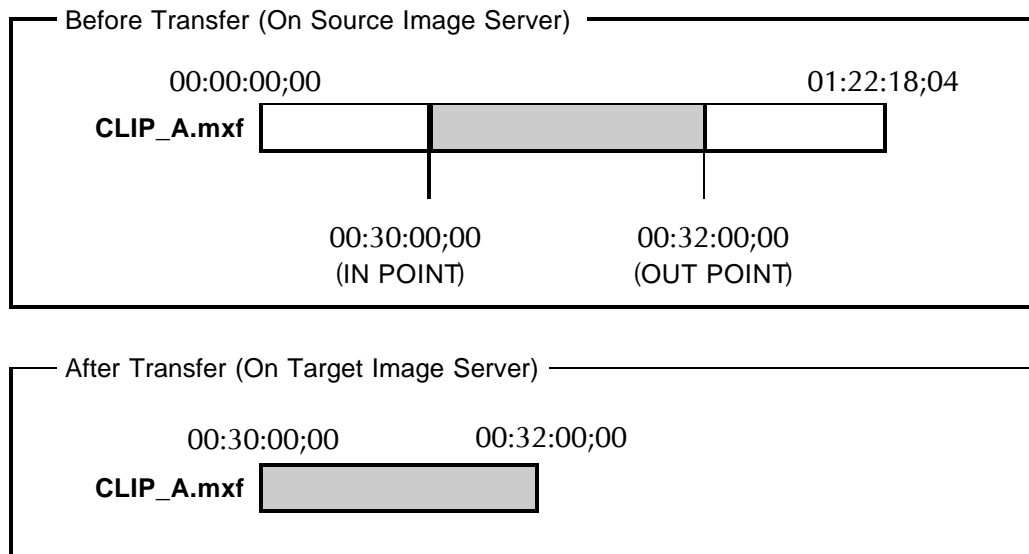 Before Transfer (On Source Image Server)
00:00:00;00 01:22:18;04
CLIP_A.mxf
00:30:00;00 00:32:00;00
(IN POINT) (OUT POINT)
After Transfer (On Target Image Server)
00:30:00;00 00:32:00;00
CLIP_A.mxf